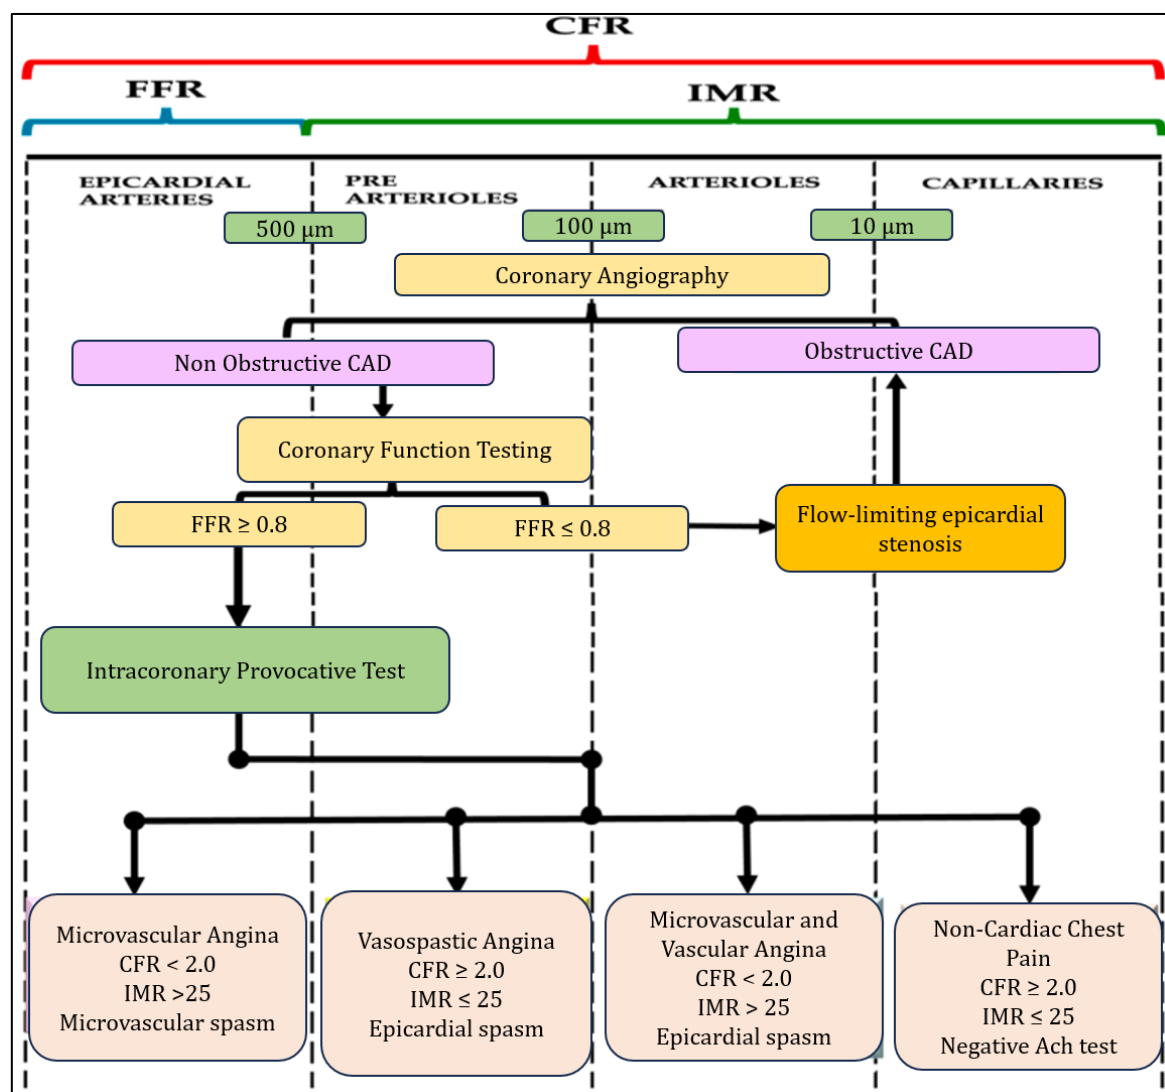 CFR
FFR
IMR
EPICARDIAL
ARTERIES
PRE
ARTERIOLES
ARTERIOLES
CAPILLARIES
500 μm
100 μm
10 μm
Coronary Angiography
Non Obstructive CAD
Obstructive CAD
Coronary Function Testing
FFR ≥ 0.8
FFR ≤ 0.8
Flow-limiting epicardial
stenosis
Intracoronary Provocative Test
Microvascular Angina
CFR < 2.0
IMR >25
Microvascular spasm
Vasospastic Angina
CFR ≥ 2.0
IMR ≤ 25
Epicardial spasm
Microvascular and
Vascular Angina
CFR < 2.0
IMR > 25
Epicardial spasm
Non-Cardiac Chest
Pain
CFR ≥ 2.0
IMR ≤ 25
Negative Ach test